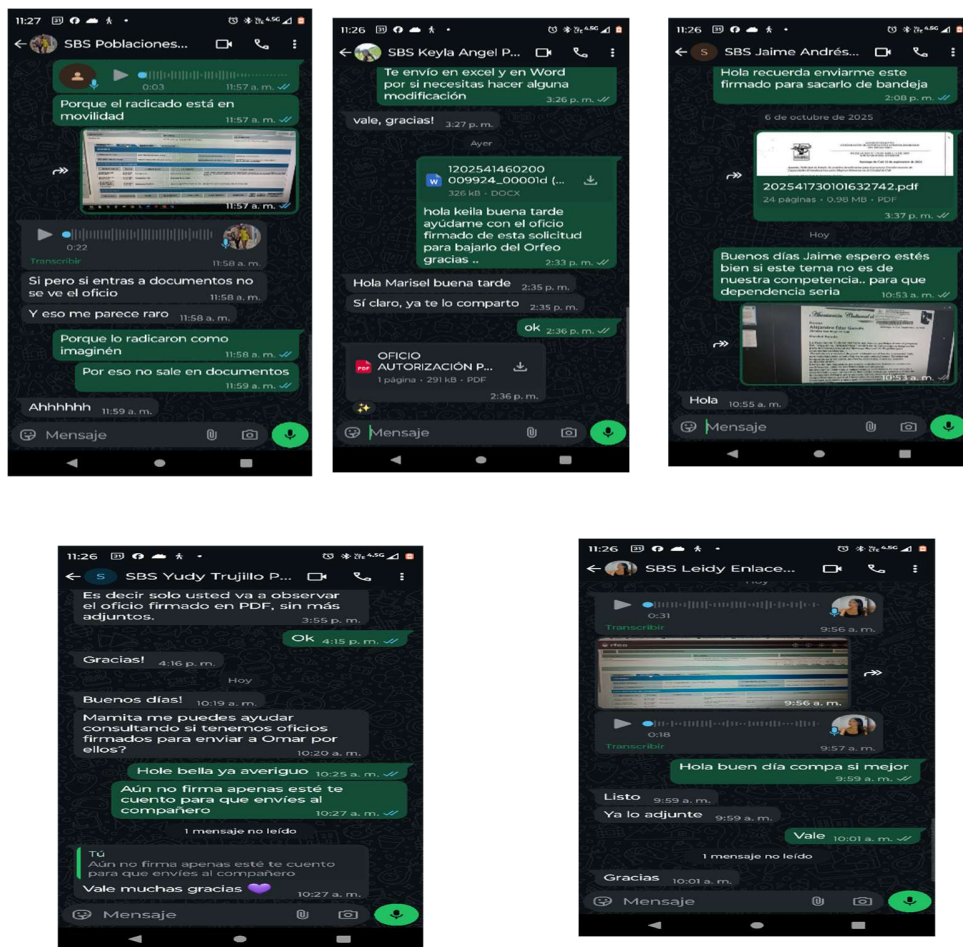 11:27
SBS Poblaciones...
0:03
11:57 a. m.
Porque el radicado está en
movilidad
11:57 a. m.
11:57 a. m.
0:22
Transcribir
11:58 a. m.
Si pero si entras a documentos no
se ve el oficio
11:58 a. m.
Y eso me parece raro 11:58 a. m.
Porque lo radicaron como
imaginén
11:58 a. m.
Por eso no sale en documentos
11:59 a. m.
Ahhhhhh 11:59 a. m.
Mensaje
11:26
SBS Keyla Angel P...
Te envío en excel y en Word
por si necesitas hacer alguna
modificación
3:26 p. m.
vale, gracias! 3:27 p. m.
Ayer
1202541460200
009924_00001d (...
326 kB · DOCX
hola keila buena tarde
ayúdame con el oficio
firmado de esta solicitud
para bajarlo del Orfeo
gracias ..
2:33 p. m.
Hola Marisel buena tarde 2:35 p. m.
Sí claro, ya te lo comparto 2:35 p. m.
ok 2:36 p. m.
OFICIO
AUTORIZACIÓN P...
1 página · 291 kB · PDF
2:36 p. m.
Mensaje
11:26
S SBS Jaime Andrés...
Hola recuerda enviarme este
firmado para sacarlo de bandeja
2:08 p. m.
6 de octubre de 2025
202541730101632742.pdf
24 páginas · 0.98 MB · PDF
3:37 p. m.
Hoy
Buenos días Jaime espero estés
bien si este tema no es de
nuestra competencia.. para que
dependencia seria
10:53 a. m.
10:53 a. m.
Hola 10:55 a. m.
Mensaje
11:26
S SBS Yudy Trujillo P...
Es decir solo usted va a observar
el oficio firmado en PDF, sin más
adjuntos.
3:55 p. m.
Ok 4:15 p. m.
Gracias! 4:16 p. m.
Hoy
Buenos días! 10:19 a. m.
Mamita me puedes ayudar
consultando si tenemos oficios
firmados para enviar a Omar por
ellos?
10:20 a. m.
Hole bella ya averiguo 10:25 a. m.
Aún no firma apenas esté te
cuento para que envíes al
compañero
10:27 a. m.
1 mensaje no leído
Tú
Aún no firma apenas esté te cuento
para que envíes al compañero
Vale muchas gracias 💜
10:27 a. m.
Mensaje
11:26
SBS Leidy Enlace...
Hoy
0:31
Transcribir
9:56 a. m.
9:56 a. m.
0:18
Transcribir
9:57 a. m.
Hola buen día compa si mejor
9:59 a. m.
Listo 9:59 a. m.
Ya lo adjunte 9:59 a. m.
Vale 10:01 a. m.
1 mensaje no leído
Gracias 10:01 a. m.
Mensaje